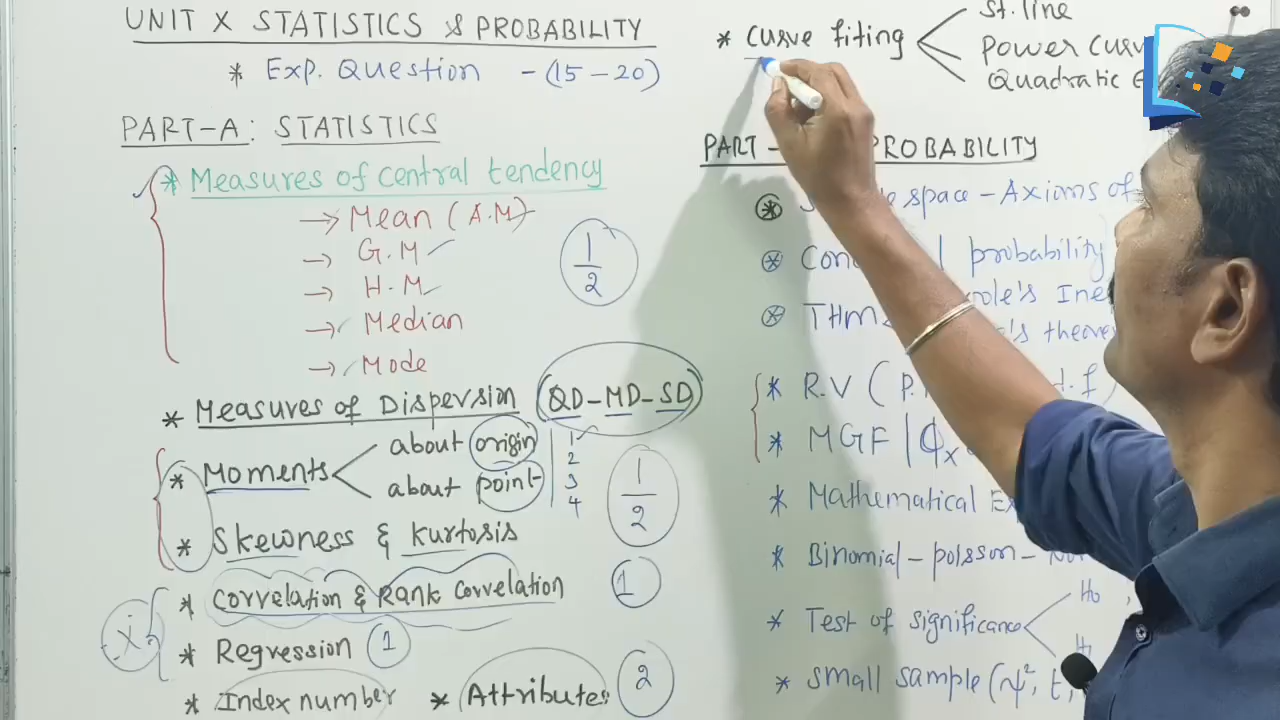 UNIT X STATISTICS & PROBABILITY
* Exp. Question - (15-20)
PART-A: STATISTICS
* Measures of central tendency
→ Mean (A.M)
→ G.M
→ H.M
→ Median
→ Mode
1/2
* Measures of Dispersion (QD-MD-SD)
* Moments
about origin
about point
1
2
3
4
1/2
* Skewness & Kurtosis
* Correlation & Rank Correlation 1
* Regression 1
* Index number * Attributes 2
* Curve fiting
st. line
Power Curv
Quadratic
PART - PROBABILITY
* space - Axioms of
* Con l probability
* THM
ole's Ine
's theore
* R.V (P. d.f
* MGF | ϕx
* Mathematical Ex
* Binomial - poisson -
* Test of significance
H₀
H₁
* Small sample (ψ², t,